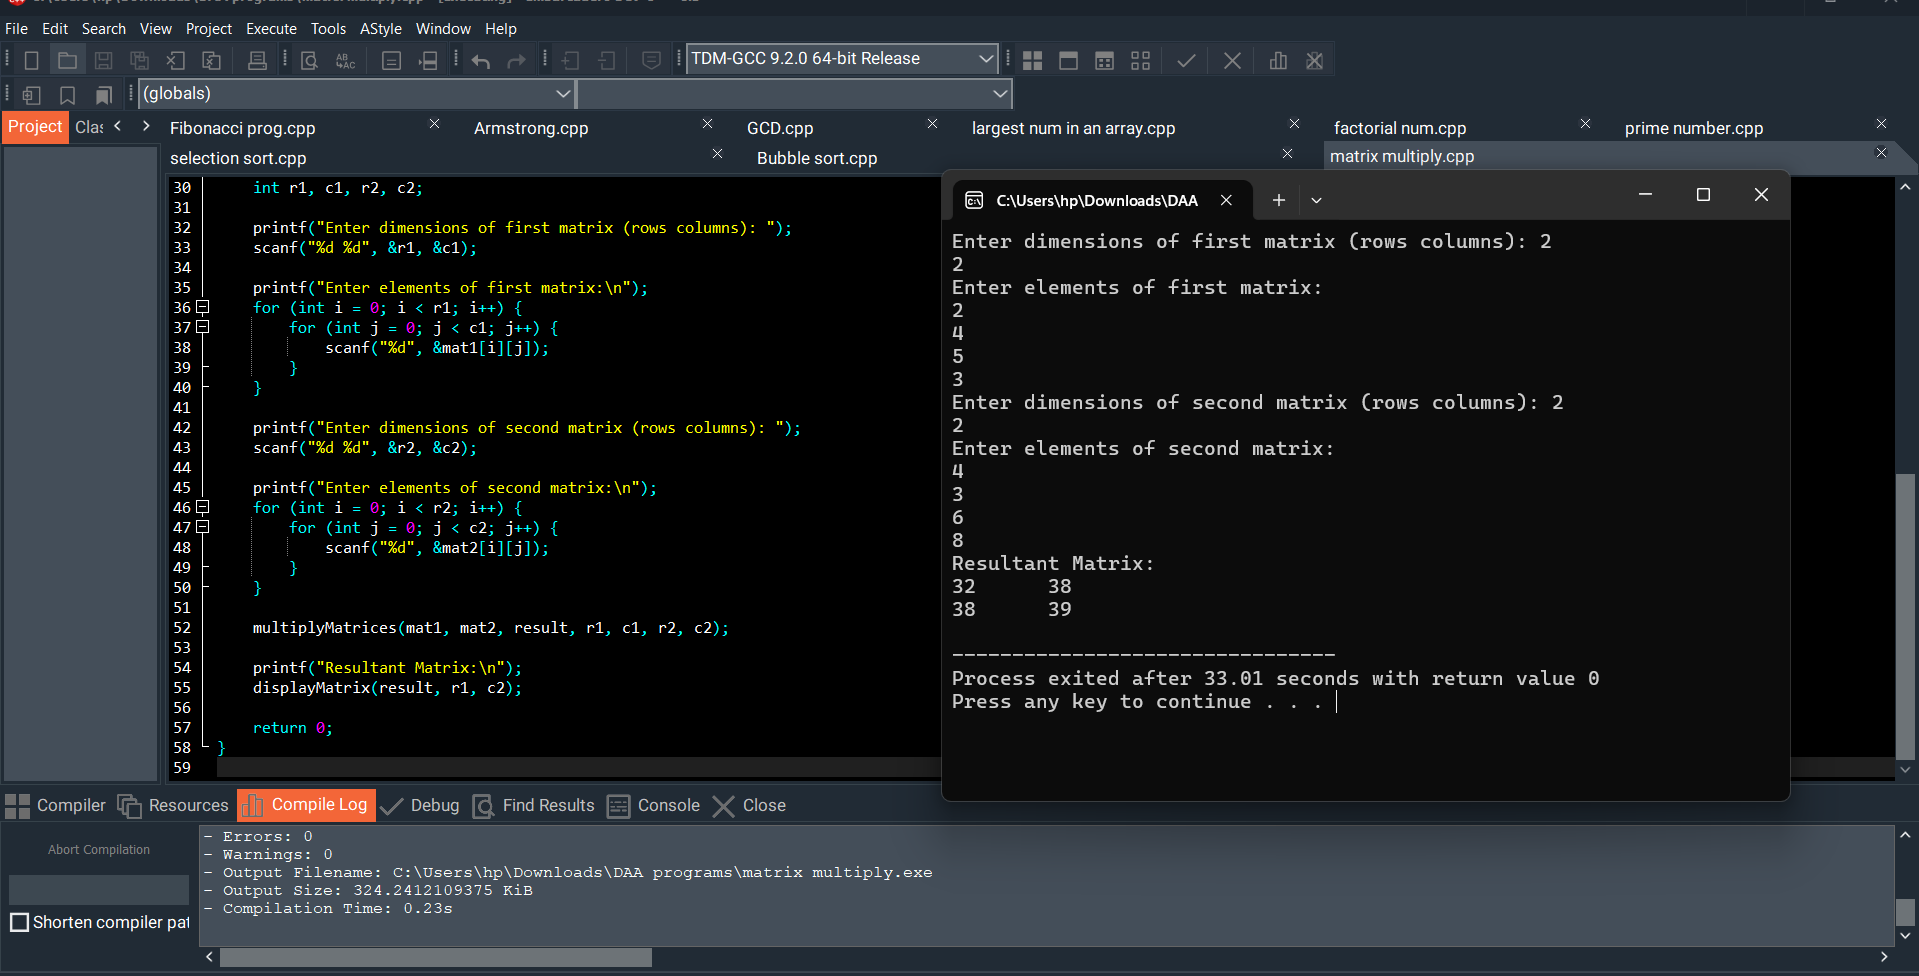 File Edit Search View Project Execute Tools AStyle Window Help
TDM-GCC 9.2.0 64-bit Release
(globals)
Project Clas
Fibonacci prog.cpp Armstrong.cpp GCD.cpp largest num in an array.cpp factorial num.cpp prime number.cpp
selection sort.cpp Bubble sort.cpp matrix multiply.cpp
30 int r1, c1, r2, c2;
31
32 printf("Enter dimensions of first matrix (rows columns): ");
33 scanf("%d %d", &r1, &c1);
34
35 printf("Enter elements of first matrix:\n");
36 for (int i = 0; i < r1; i++) {
37 for (int j = 0; j < c1; j++) {
38 scanf("%d", &mat1[i][j]);
39 }
40 }
41
42 printf("Enter dimensions of second matrix (rows columns): ");
43 scanf("%d %d", &r2, &c2);
44
45 printf("Enter elements of second matrix:\n");
46 for (int i = 0; i < r2; i++) {
47 for (int j = 0; j < c2; j++) {
48 scanf("%d", &mat2[i][j]);
49 }
50 }
51
52 multiplyMatrices(mat1, mat2, result, r1, c1, r2, c2);
53
54 printf("Resultant Matrix:\n");
55 displayMatrix(result, r1, c2);
56
57 return 0;
58 }
59
C:\Users\hp\Downloads\DAA
Enter dimensions of first matrix (rows columns): 2
2
Enter elements of first matrix:
2
4
5
3
Enter dimensions of second matrix (rows columns): 2
2
Enter elements of second matrix:
4
3
6
8
Resultant Matrix:
32 38
38 39
--------------------------------
Process exited after 33.01 seconds with return value 0
Press any key to continue . . .
Compiler Resources Compile Log Debug Find Results Console Close
Abort Compilation
Shorten compiler pat
- Errors: 0
- Warnings: 0
- Output Filename: C:\Users\hp\Downloads\DAA programs\matrix multiply.exe
- Output Size: 324.2412109375 KiB
- Compilation Time: 0.23s